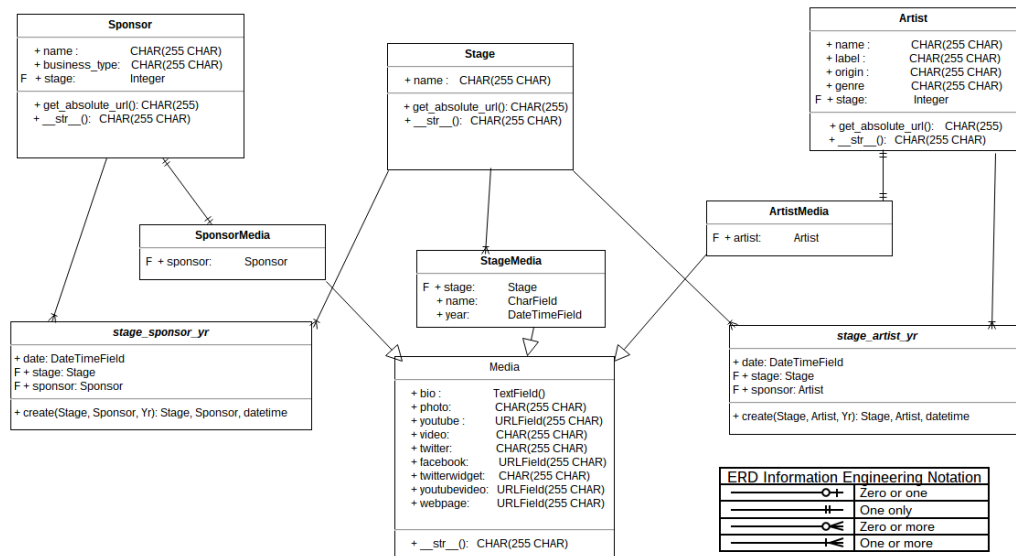 Sponsor
+ name : CHAR(255 CHAR)
+ business_type: CHAR(255 CHAR)
F + stage: Integer
+ get_absolute_url): CHAR(255)
+ __str__(): CHAR(255 CHAR)
Stage
+ name : CHAR(255 CHAR)
+ get_absolute_url(): CHAR(255)
+ __str__(): CHAR(255 CHAR)
Artist
+ name : CHAR(255 CHAR)
+ label : CHAR(255 CHAR)
+ origin : CHAR(255 CHAR)
+ genre CHAR(255 CHAR)
F + stage: Integer
+ get_absolute_url(): CHAR(255)
+ __str__(): CHAR(255 CHAR)
SponsorMedia
F + sponsor: Sponsor
StageMedia
F + stage: Stage
+ name: CharField
+ year: DateTimeField
ArtistMedia
F + artist: Artist
stage_sponsor_yr
+ date: DateTimeField
F + stage: Stage
F + sponsor: Sponsor
+ create(Stage, Sponsor, Yr): Stage, Sponsor, datetime
Media
+ bio : TextField()
+ photo: CHAR(255 CHAR)
+ youtube : URLField(255 CHAR)
+ video: CHAR(255 CHAR)
+ twitter: CHAR(255 CHAR)
+ facebook: URLField(255 CHAR)
+ twitterwidget: CHAR(255 CHAR)
+ youtubevideo: URLField(255 CHAR)
+ webpage: URLField(255 CHAR)
+ __str__(): CHAR(255 CHAR)
stage_artist_yr
+ date: DateTimeField
F + stage: Stage
F + sponsor: Artist
+ create(Stage, Artist, Yr): Stage, Artist, datetime
ERD Information Engineering Notation
Zero or one
One only
Zero or more
One or more